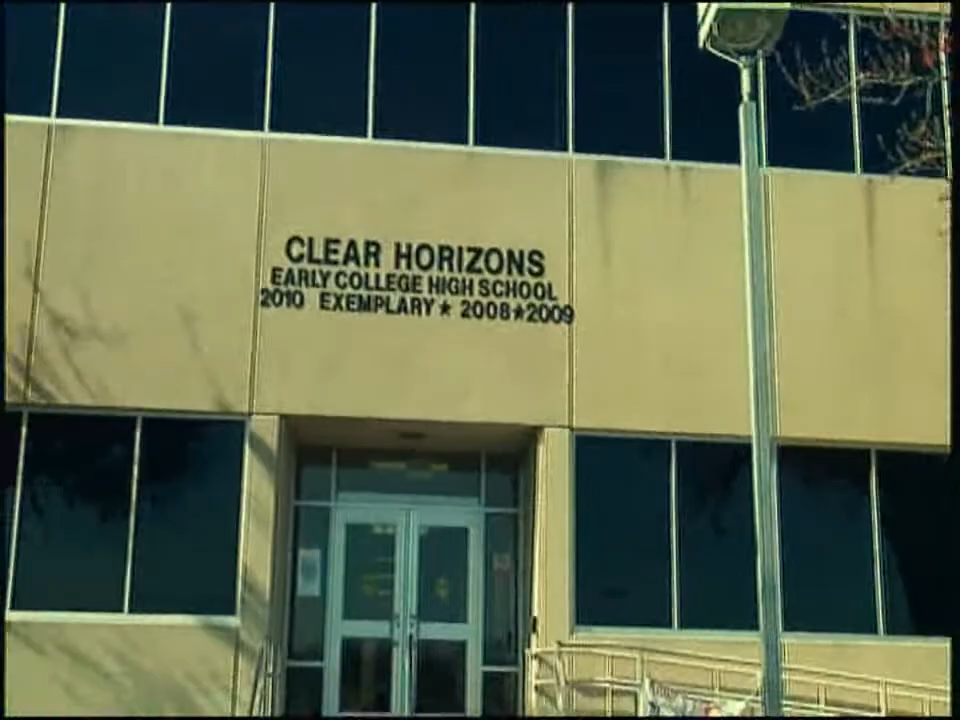 CLEAR HORIZONS
EARLY COLLEGE HIGH SCHOOL
2010 EXEMPLARY★ 2008★2009